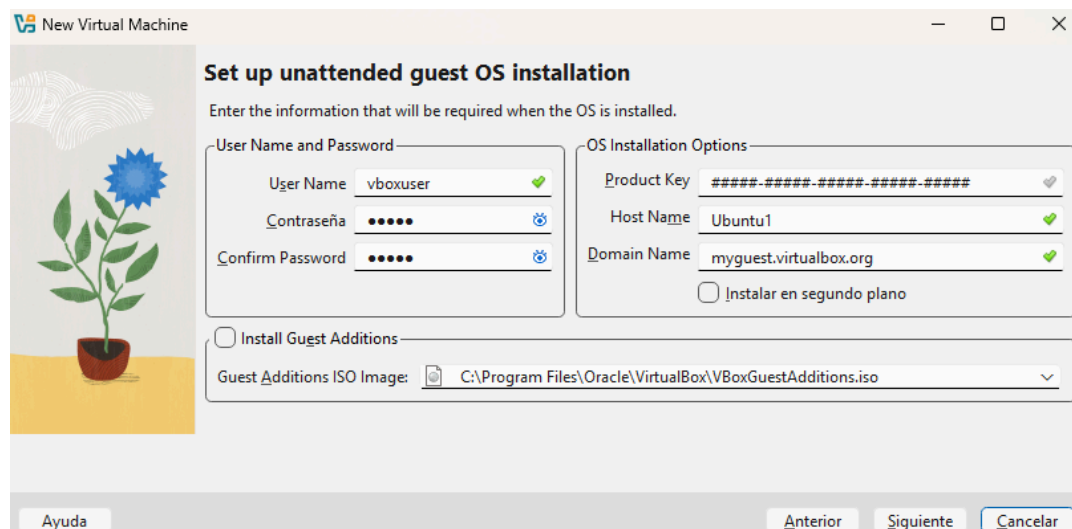 New Virtual Machine
Set up unattended guest OS installation
Enter the information that will be required when the OS is installed.
User Name and Password
User Name vboxuser
Contraseña ●●●●●
Confirm Password ●●●●●
OS Installation Options
Product Key #####-#####-#####-#####-#####
Host Name Ubuntu1
Domain Name myguest.virtualbox.org
Instalar en segundo plano
Install Guest Additions
Guest Additions ISO Image: C:\Program Files\Oracle\VirtualBox\VBoxGuestAdditions.iso
Ayuda Anterior Siguiente Cancelar